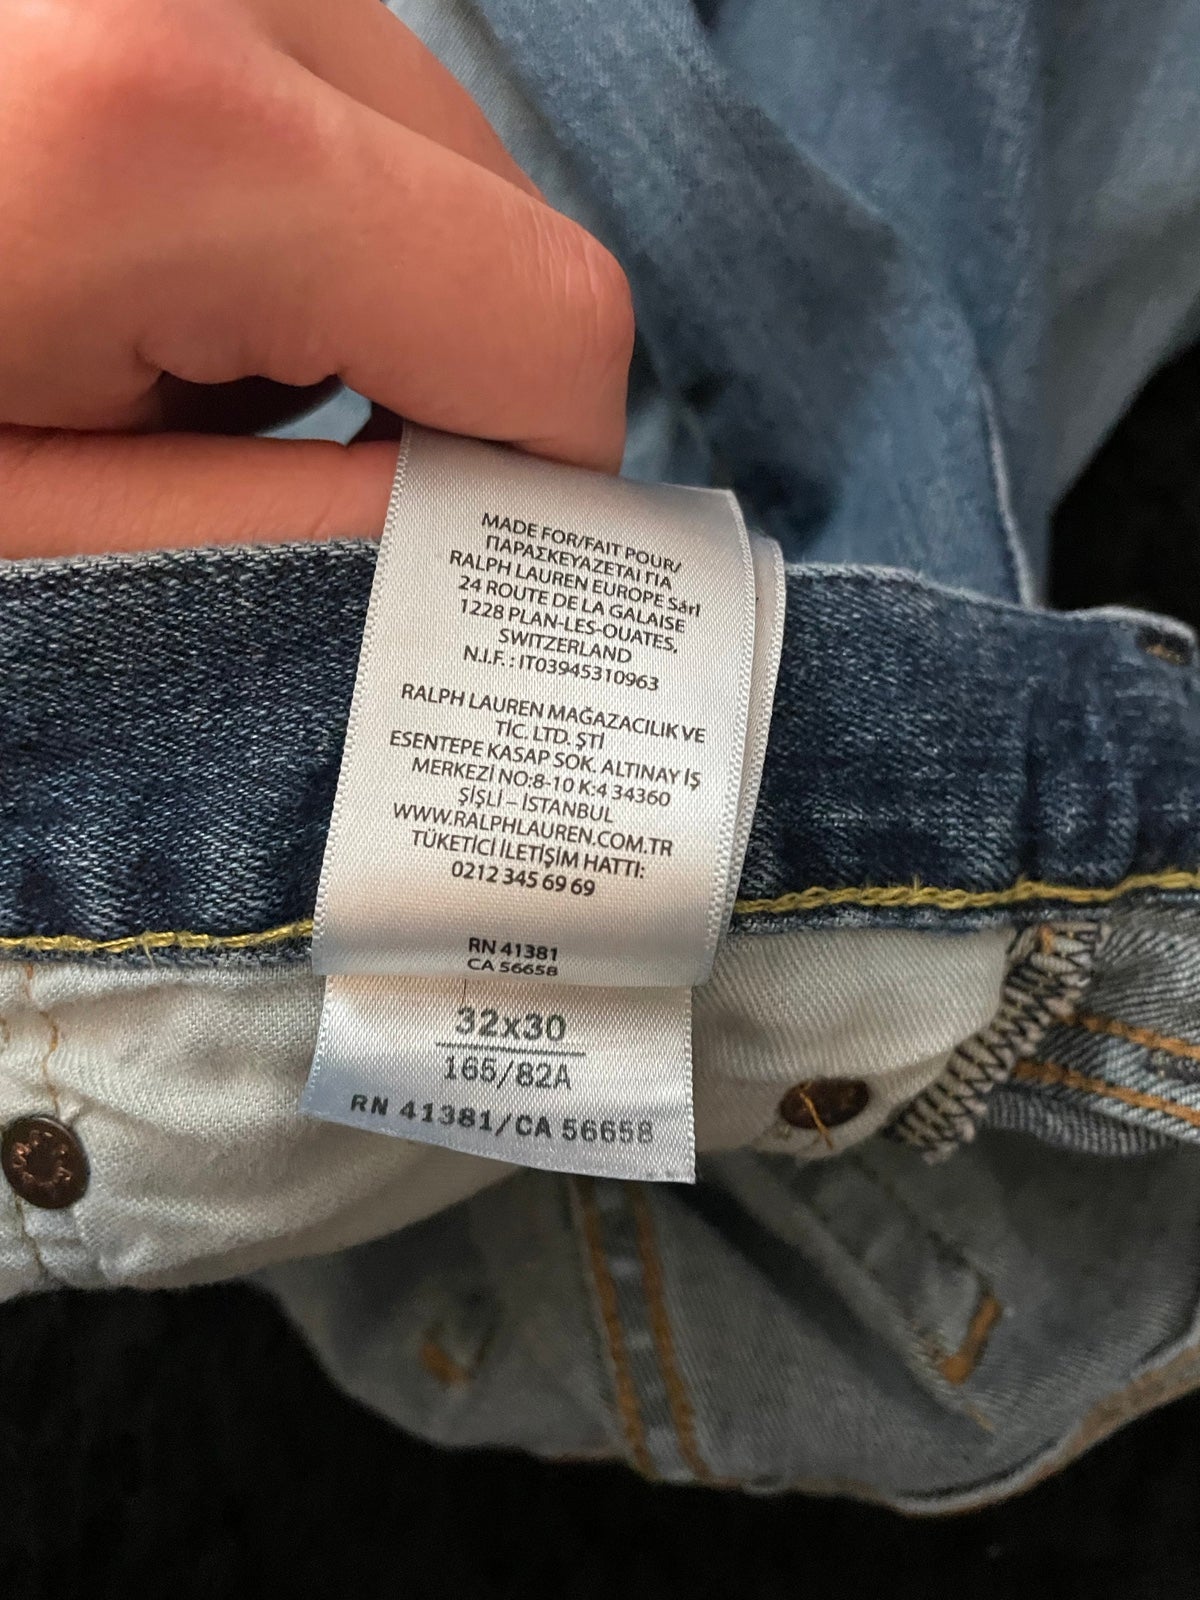 MADE FOR/FAIT POUR/
ΠΑΡΑΣΚΕΥΑΖΕΤΑΙ ΓΙΑ
RALPH LAUREN EUROPE Sàrl
24 ROUTE DE LA GALAISE
1228 PLAN-LES-OUATES,
SWITZERLAND
N.I.F. : IT03945310963
RALPH LAUREN MAĞAZACILIK VE
TİC. LTD. ŞTİ
ESENTEPE KASAP SOK. ALTINAY İŞ
MERKEZİ NO:8-10 K:4 34360
ŞİŞLİ – İSTANBUL
WWW.RALPHLAUREN.COM.TR
TÜKETİCİ İLETİŞİM HATTI:
0212 345 69 69
RN 41381
CA 56658
32x30
165/82A
RN 41381/CA 56658